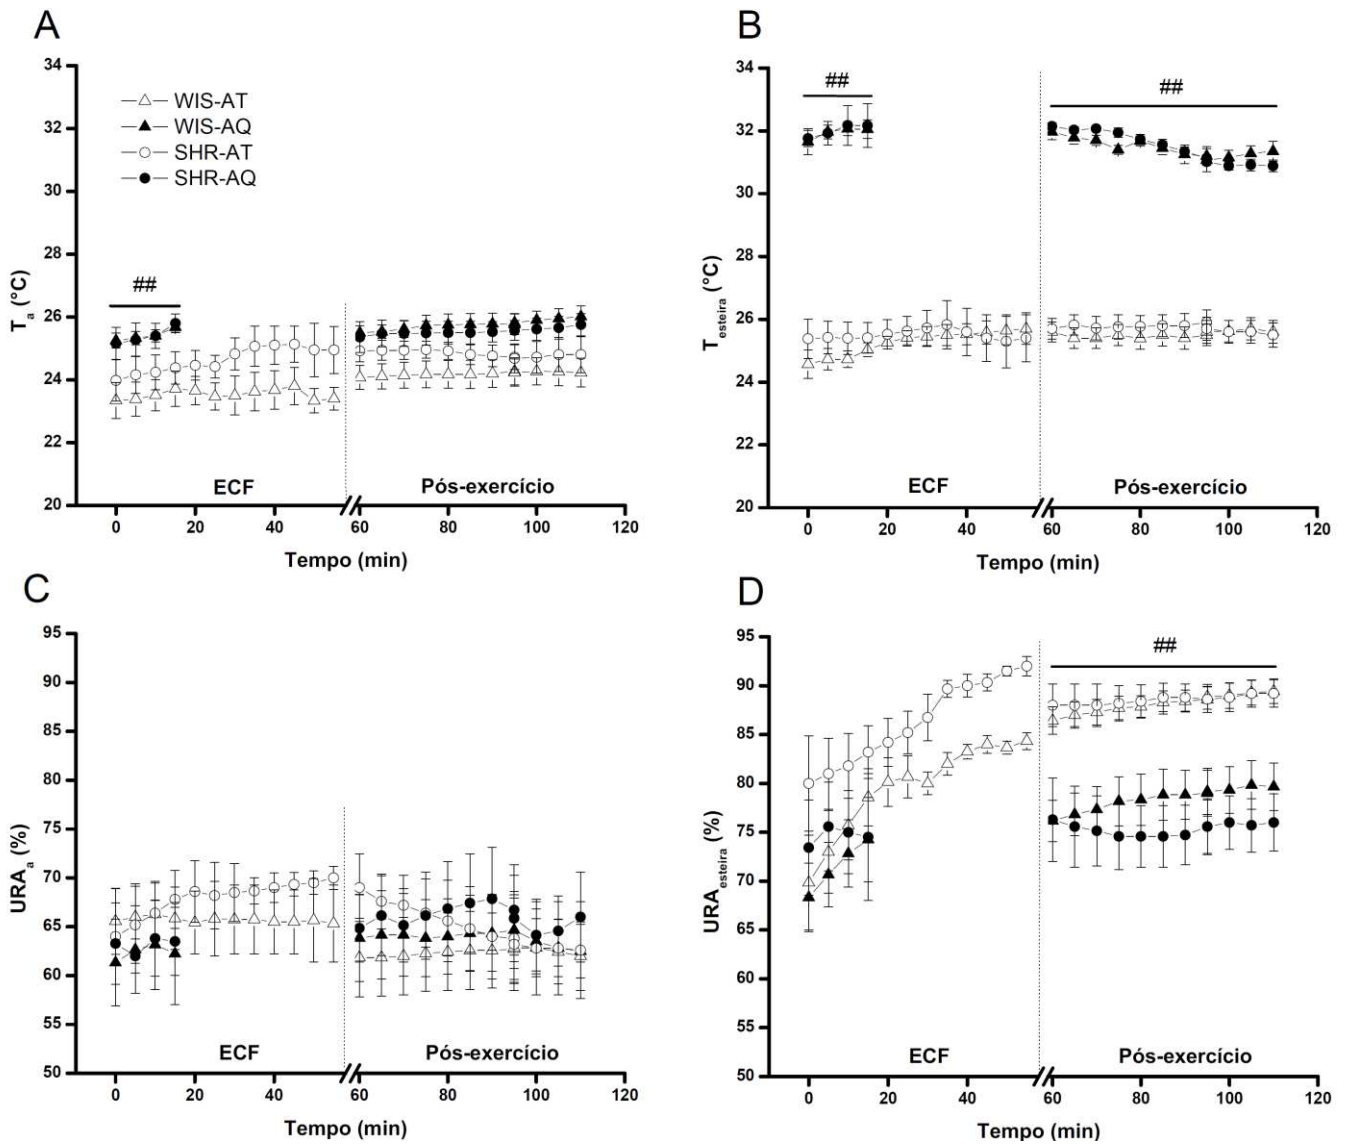 A
34
32
30
28
26
24
22
20
Tₐ (°C)
WIS-AT
WIS-AQ
SHR-AT
SHR-AQ
##
ECF
Pós-exercício
0
20
40
60
80
100
120
Tempo (min)
B
34
32
30
28
26
24
22
20
T esteira (°C)
##
##
ECF
Pós-exercício
0
20
40
60
80
100
120
Tempo (min)
C
95
90
85
80
75
70
65
60
55
50
URAₐ (%)
ECF
Pós-exercício
0
20
40
60
80
100
120
Tempo (min)
D
95
90
85
80
75
70
65
60
55
50
URA esteira (%)
##
ECF
Pós-exercício
0
20
40
60
80
100
120
Tempo (min)